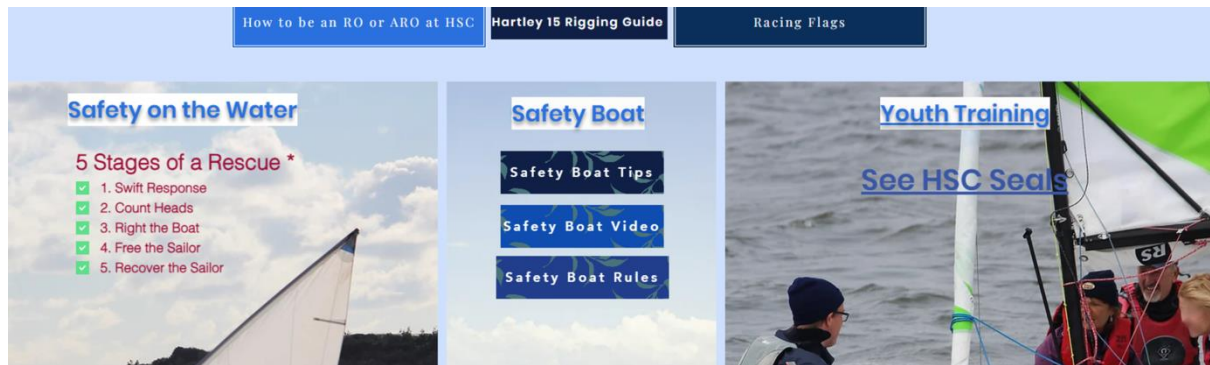 How to be an RO or ARO at HSC
Hartley 15 Rigging Guide
Racing Flags
Safety on the Water
5 Stages of a Rescue *
1. Swift Response
2. Count Heads
3. Right the Boat
4. Free the Sailor
5. Recover the Sailor
Safety Boat
Safety Boat Tips
Safety Boat Video
Safety Boat Rules
Youth Training
See HSC Seals
RS